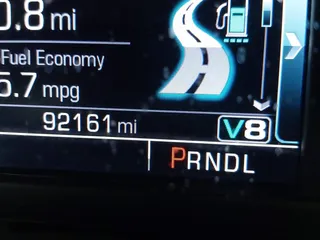 0.8 mi
Fuel Economy
5.7 mpg
92161 mi V8
PRNDL